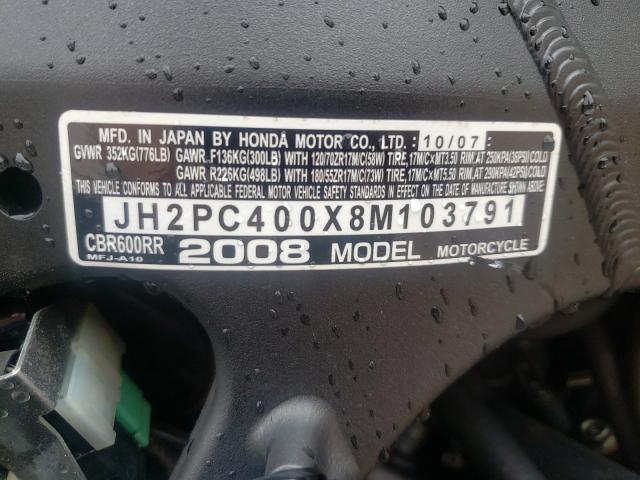 MFD. IN JAPAN BY HONDA MOTOR CO., LTD. 10/07
GVWR 352KG(776LB) GAWR F136KG(300LB) WITH 120/70ZR17M/C(58W) TIRE, 17M/C×MT3.50 RIM, AT 250KPA(36PSI)COLD
GAWR R226KG(498LB) WITH 180/55ZR17M/C(73W) TIRE, 17M/C×MT5.50 RIM, AT 290KPA(42PSI)COLD
THIS VEHICLE CONFORMS TO ALL APPLICABLE FEDERAL MOTOR VEHICLE
SAFETY STANDARDS IN EFFECT ON THE DATE OF MANUFACTURE SHOWN ABOVE.
JH2PC400X8M103791
CBR600RR 2008 MODEL MOTORCYCLE
MFJ-A10